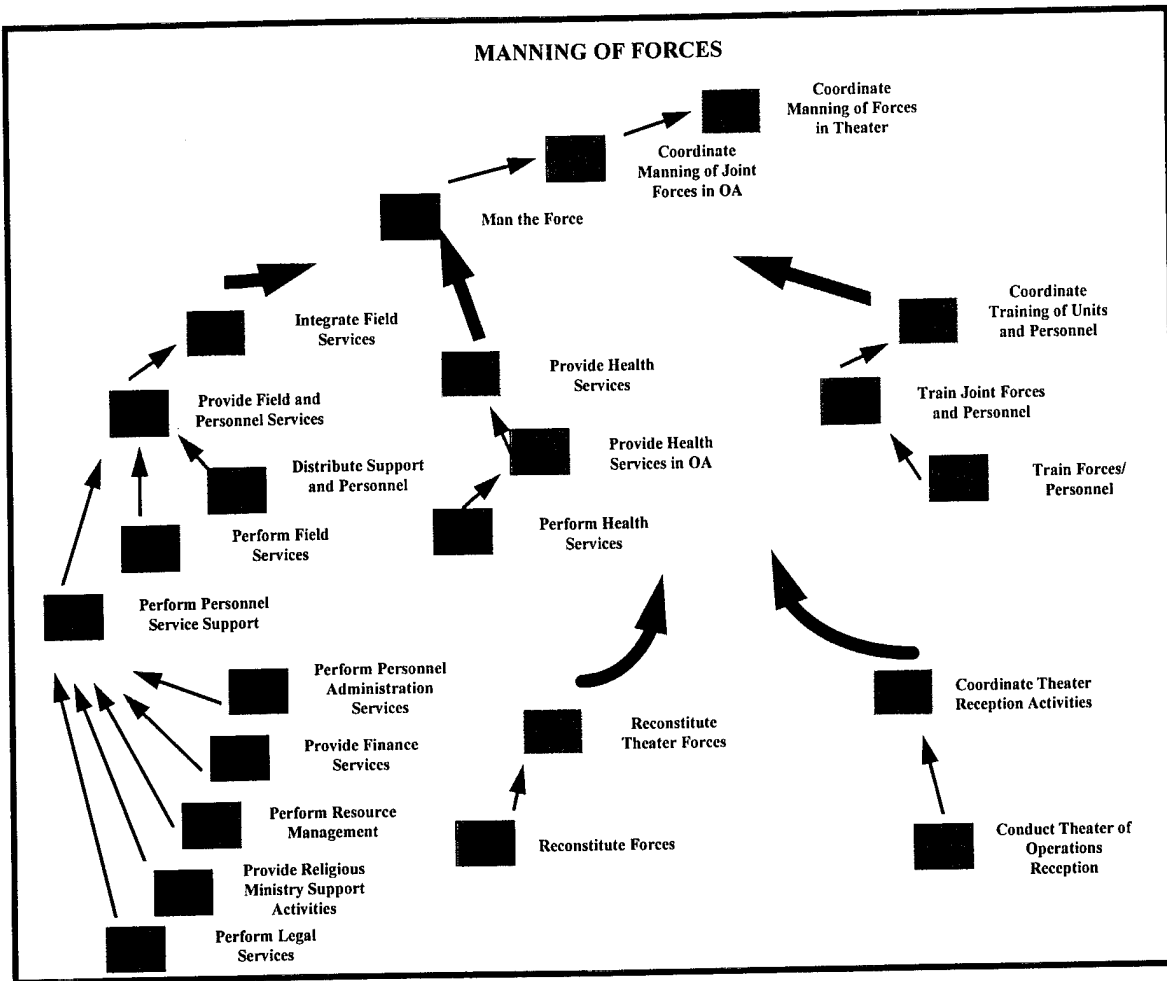 MANNING OF FORCES
Coordinate
Manning of Forces
in Theater
Coordinate
Manning of Joint
Forces in OA
Man the Force
Integrate Field
Services
Coordinate
Training of Units
and Personnel
Provide Health
Services
Provide Field and
Personnel Services
Train Joint Forces
and Personnel
Distribute Support
and Personnel
Provide Health
Services in OA
Train Forces/
Personnel
Perform Field
Services
Perform Health
Services
Perform Personnel
Service Support
Perform Personnel
Administration
Services
Coordinate Theater
Reception Activities
Reconstitute
Theater Forces
Provide Finance
Services
Perform Resource
Management
Reconstitute Forces
Conduct Theater of
Operations
Reception
Provide Religious
Ministry Support
Activities
Perform Legal
Services